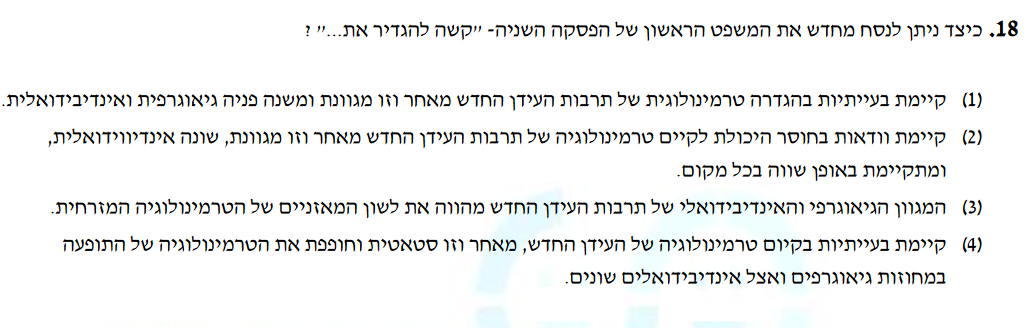 18. כיצד ניתן לנסח מחדש את המשפט הראשון של הפסקה השניה- "קשה להגדיר את..." ?
(1) קיימת בעייתיות בהגדרה טרמינולוגית של תרבות העידן החדש מאחר וזו מגוונת ומשנה פניה גיאוגרפית ואינדיבידואלית.
(2) קיימת וודאות בחוסר היכולת לקיים טרמינולוגיה של תרבות העידן החדש מאחר וזו מגוונת, שונה אינדיווידואלית,
ומתקיימת באופן שווה בכל מקום.
(3) המגוון הגיאוגרפי והאינדיבידואלי של תרבות העידן החדש מהווה את לשון המאזניים של הטרמינולוגיה המזרחית.
(4) קיימת בעייתיות בקיום טרמינולוגיה של העידן החדש, מאחר וזו סטאטית וחופפת את הטרמינולוגיה של התופעה
במחוזות גיאוגרפים ואצל אינדיבידואלים שונים.